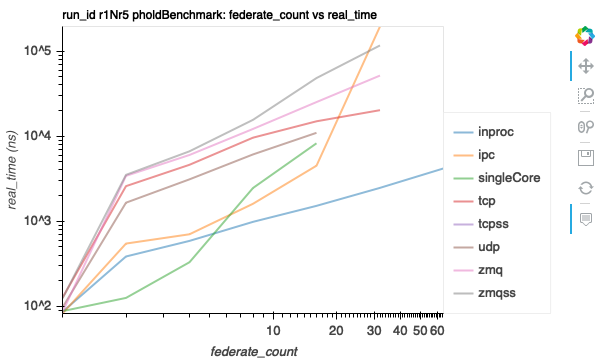 run_id r1Nr5 pholdBenchmark: federate_count vs real_time
10^5
10^4
10^3
10^2
real_time (ns)
10 20 30 40 50 60
federate_count
inproc
ipc
singleCore
tcp
tcpss
udp
zmq
zmqss